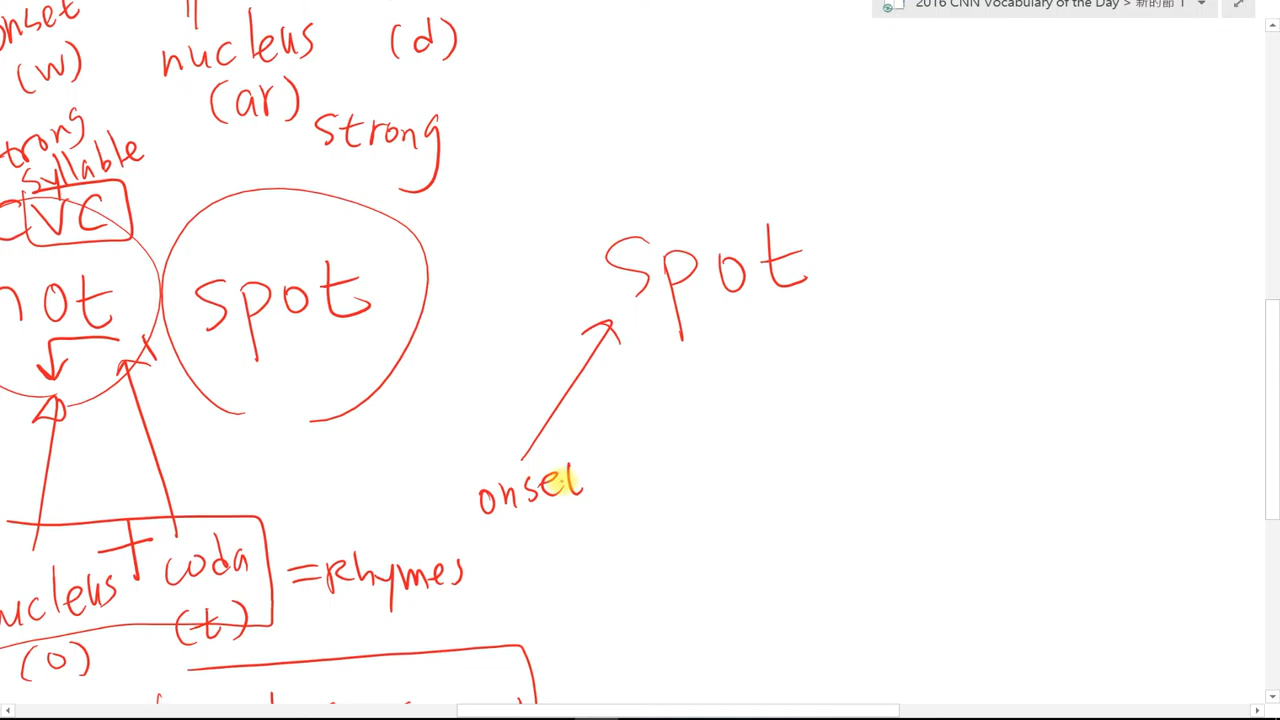 2016 CNN Vocabulary of the Day > 新的節 1
onset
nucleus
(d)
(w)
(ar)
strong
trong
syllable
CVC
not
spot
spot
onset
nucleus
coda
=Rhymes
(t)
(o)